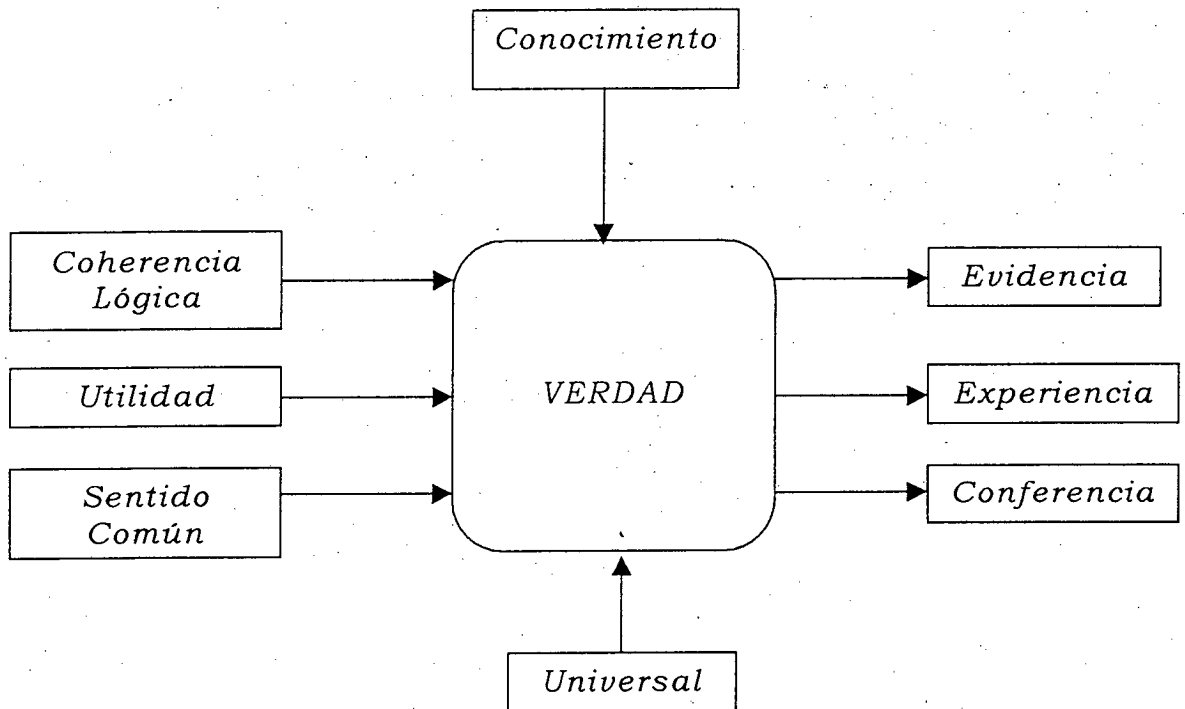 Conocimiento
Coherencia
Lógica
Evidencia
Utilidad
VERDAD
Experiencia
Sentido
Común
Conferencia
Universal